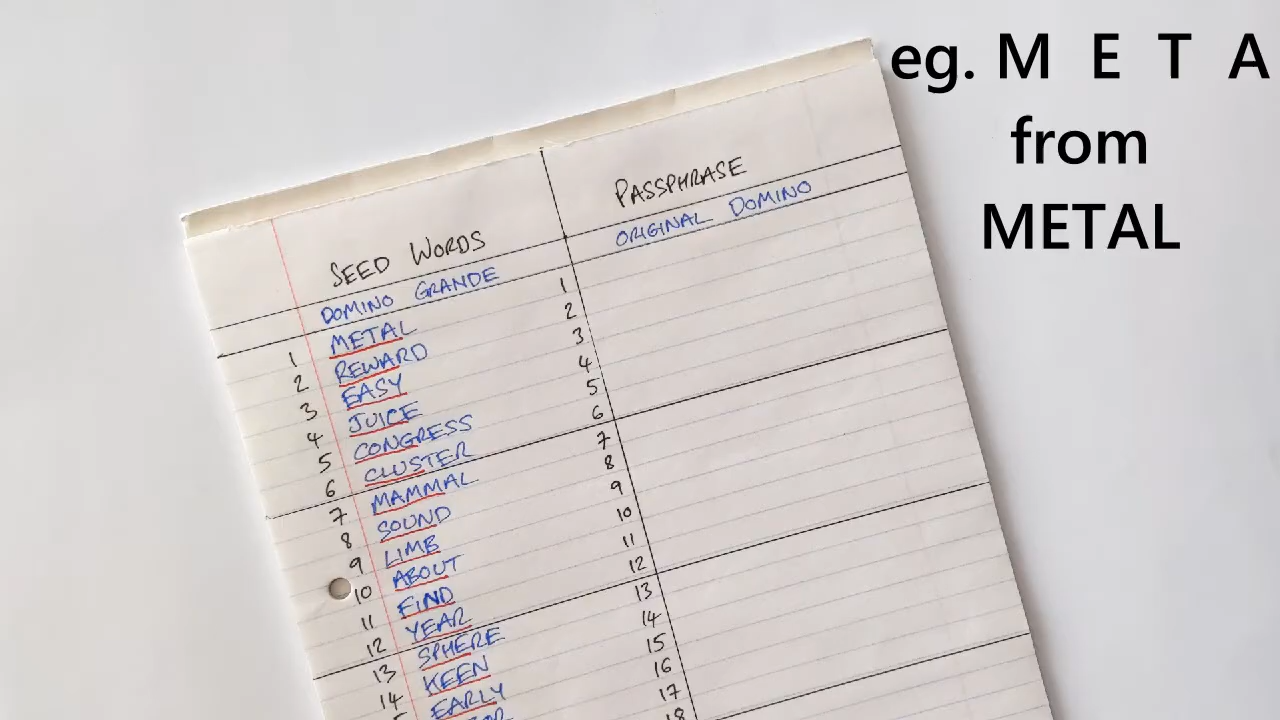 eg. M E T A
from
METAL
SEED WORDS
DOMINO GRANDE
1 METAL
2 REWARD
3 EASY
4 JUICE
5 CONGRESS
6 CLUSTER
7 MAMMAL
8 SOUND
9 LIMB
10 ABOUT
11 FIND
12 YEAR
13 SPHERE
14 KEEN
EARLY
PASSPHRASE
ORIGINAL DOMINO
1
2
3
4
5
6
7
8
9
10
11
12
13
14
15
16
17
18